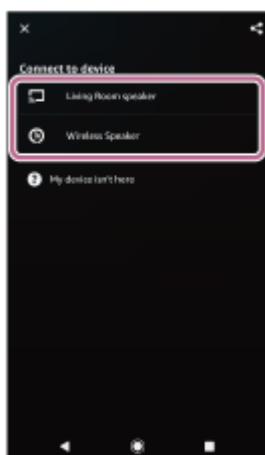 Connect to device
Living Room speaker
Wireless Speaker
My device isn't here